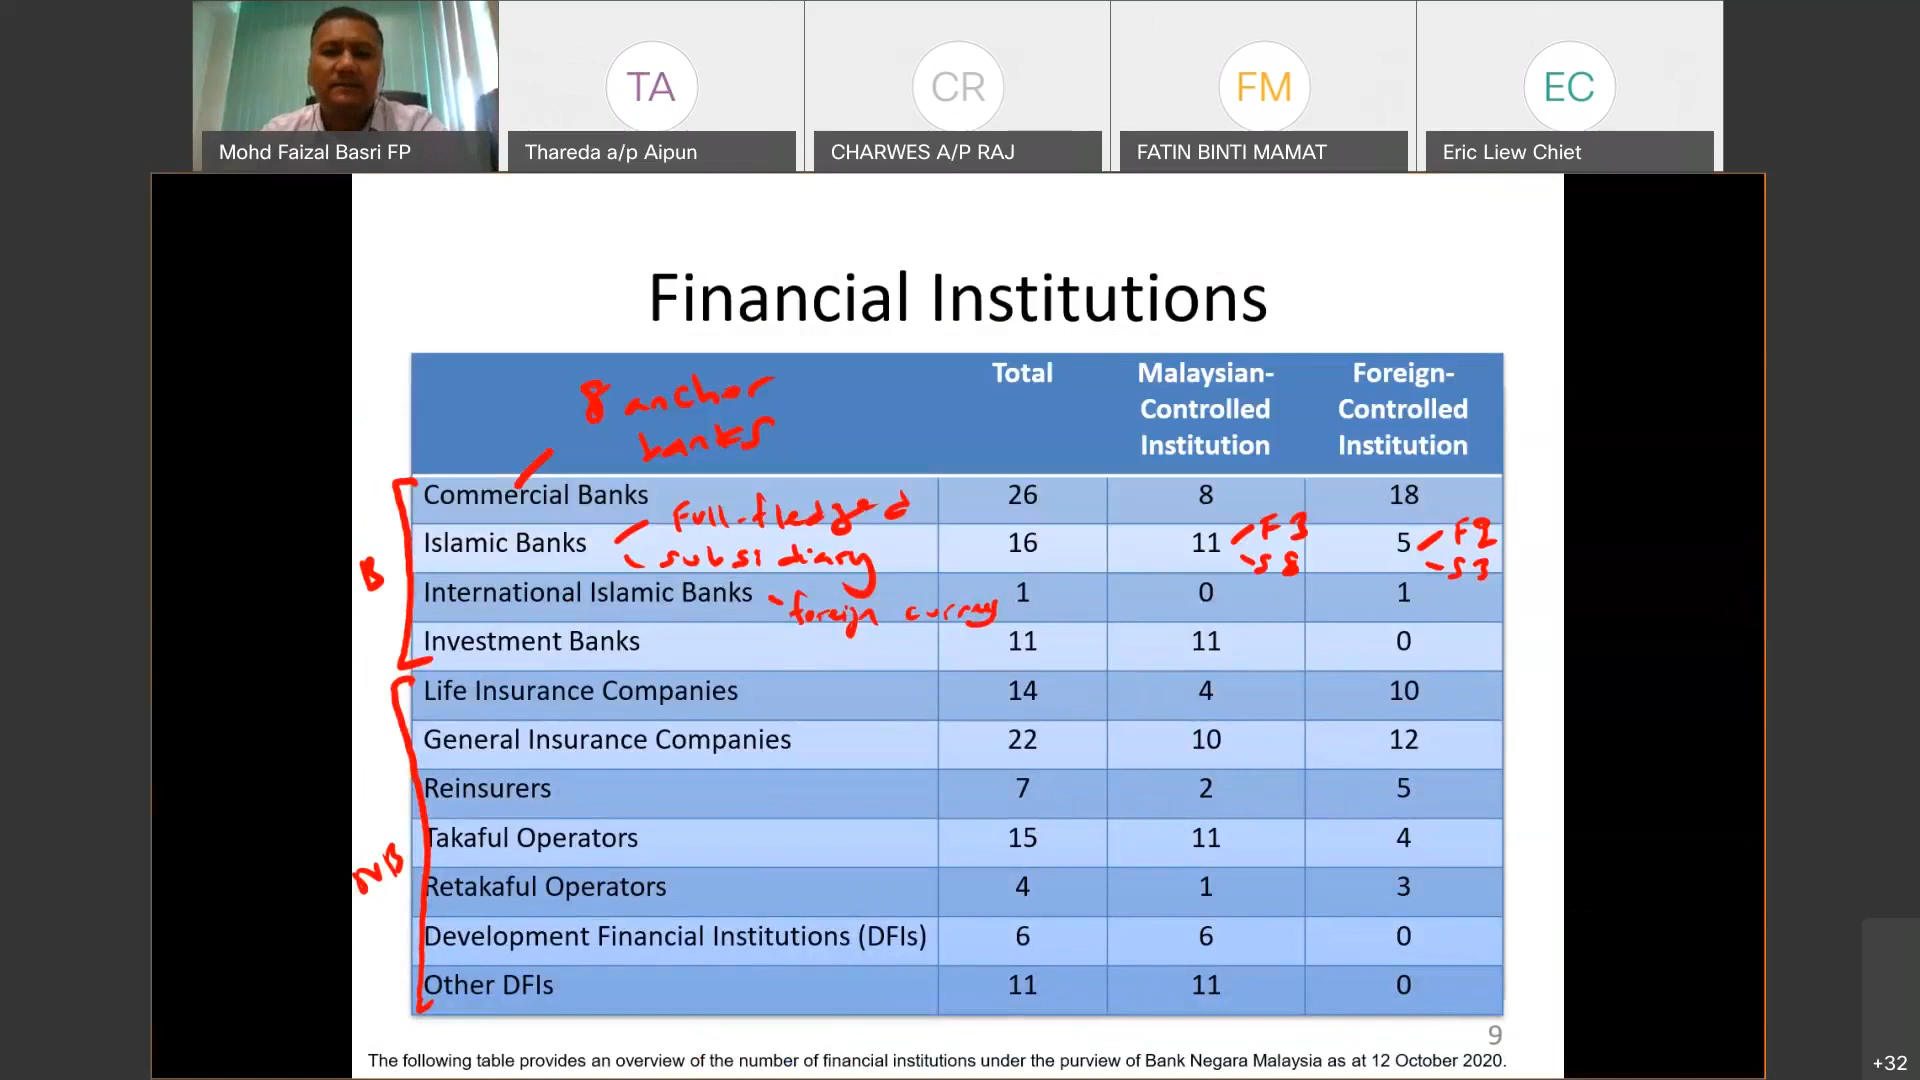 TA
CR
FM
EC
Mohd Faizal Basri FP
Thareda a/p Aipun
CHARWES A/P RAJ
FATIN BINTI MAMAT
Eric Liew Chiet
Financial Institutions
Total
Malaysian-
Controlled
Institution
Foreign-
Controlled
Institution
8 anchor
banks
Commercial Banks 26 8 18
Full-fledged
Islamic Banks 16 11 5
F3
S8
F2
S3
subsidiary
International Islamic Banks 1 0 1
foreign
Investment Banks 11 11 0
B
Life Insurance Companies 14 4 10
General Insurance Companies 22 10 12
Reinsurers 7 2 5
Takaful Operators 15 11 4
Retakaful Operators 4 1 3
Development Financial Institutions (DFIs) 6 6 0
Other DFIs 11 11 0
NB
9
The following table provides an overview of the number of financial institutions under the purview of Bank Negara Malaysia as at 12 October 2020.
+32